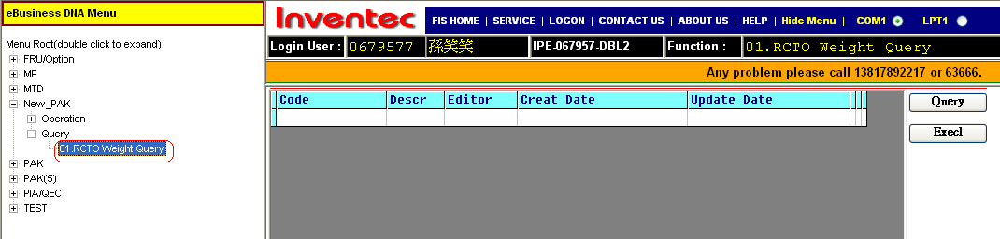 eBusiness DNA Menu
Inventec
FIS HOME | SERVICE | LOGON | CONTACT US | ABOUT US | HELP | Hide Menu | COM1 LPT1
Menu Root(double click to expand)
Login User : 0679577 孫笑笑 IPE-067957-DBL2 Function : 01.RCTO Weight Query
FRU/Option
MP
Any problem please call 13817892217 or 63666.
MTD
New_PAK
Code Descr Editor Creat Date Update Date
Query
Operation
Query
Execl
01.RCTO Weight Query
PAK
PAK(5)
PIA/QEC
TEST